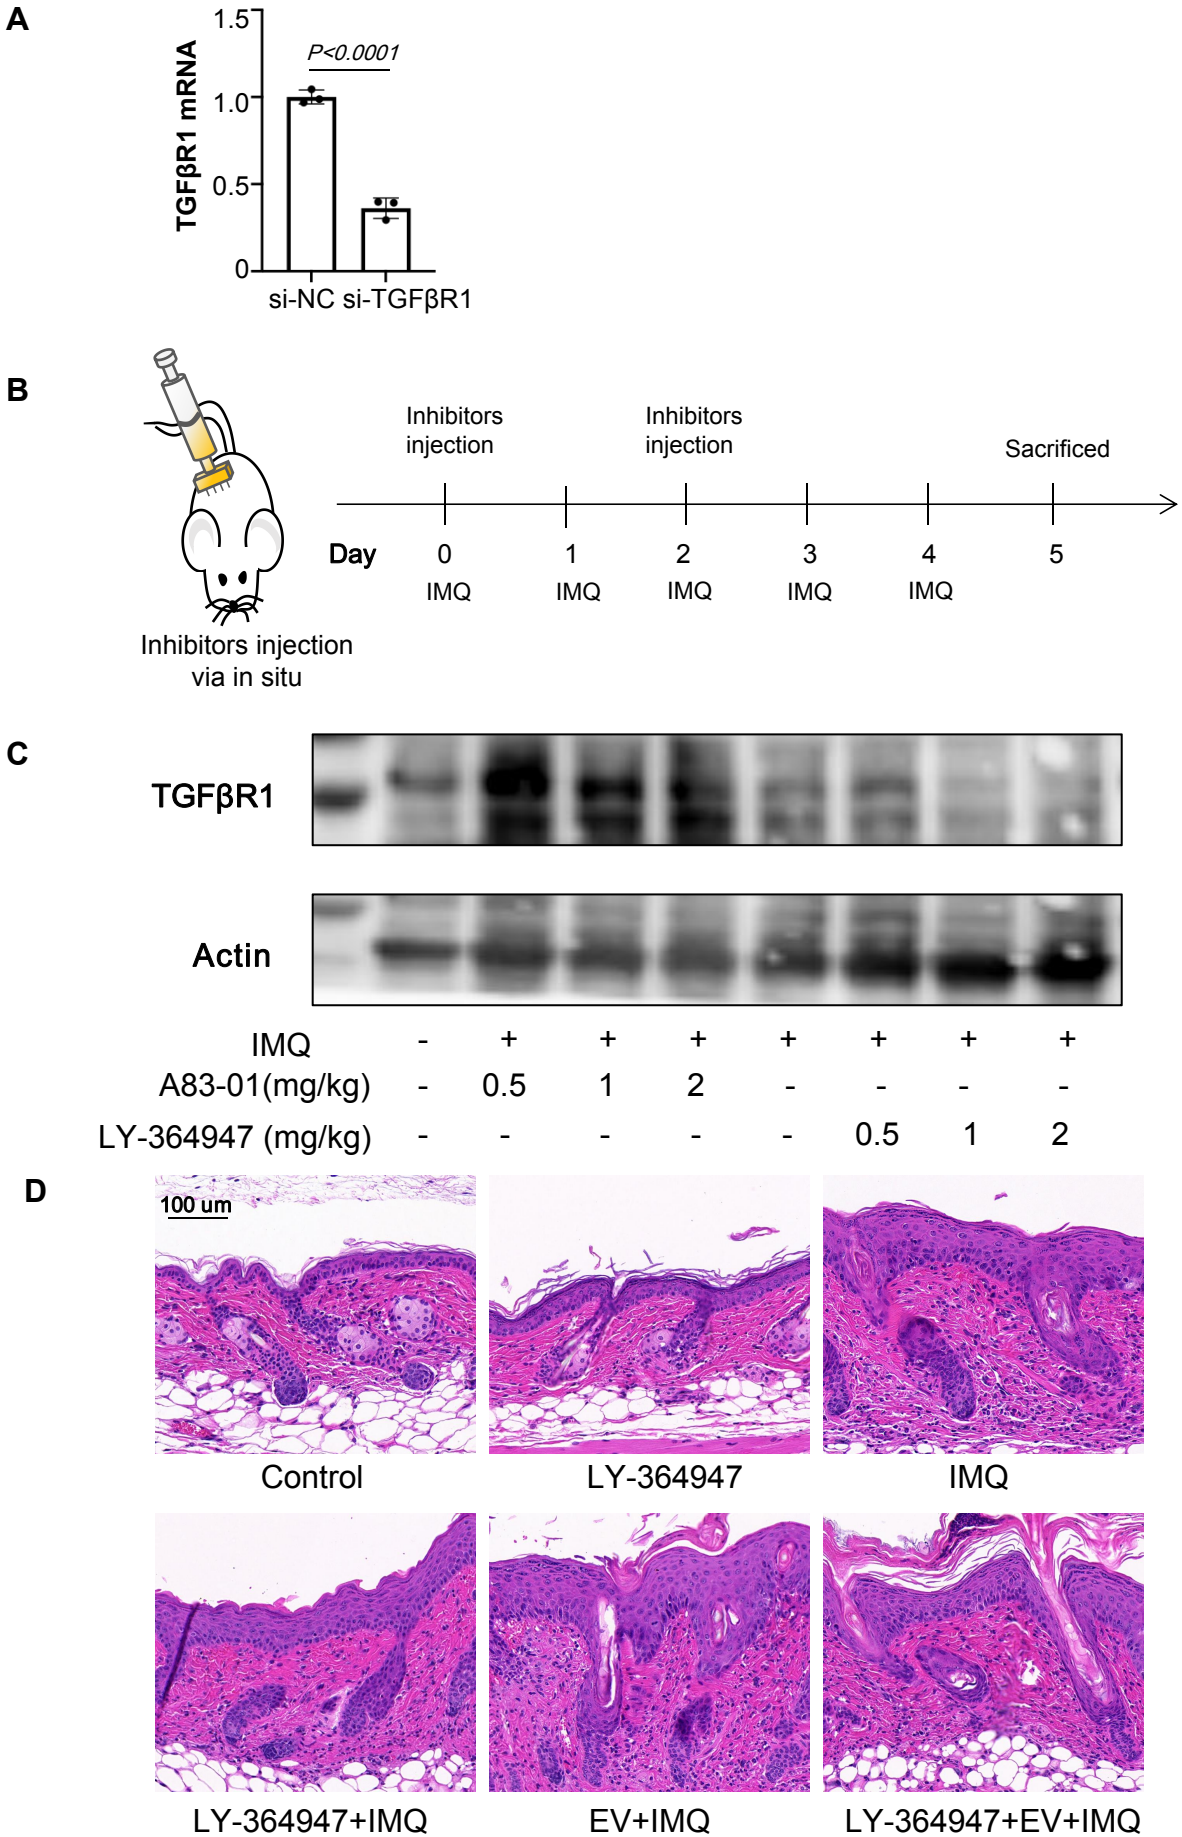 A
1.5
1.0
0.5
0
TGFβR1 mRNA
P<0.0001
si-NC si-TGFβR1
B
Inhibitors injection
via in situ
Inhibitors
injection
Inhibitors
injection
Sacrificed
Day 0 1 2 3 4 5
IMQ IMQ IMQ IMQ IMQ
C
TGFβR1
Actin
IMQ - + + + + + + +
A83-01(mg/kg) - 0.5 1 2 - - - -
LY-364947 (mg/kg) - - - - - 0.5 1 2
D
100 um
Control LY-364947 IMQ
LY-364947+IMQ EV+IMQ LY-364947+EV+IMQ